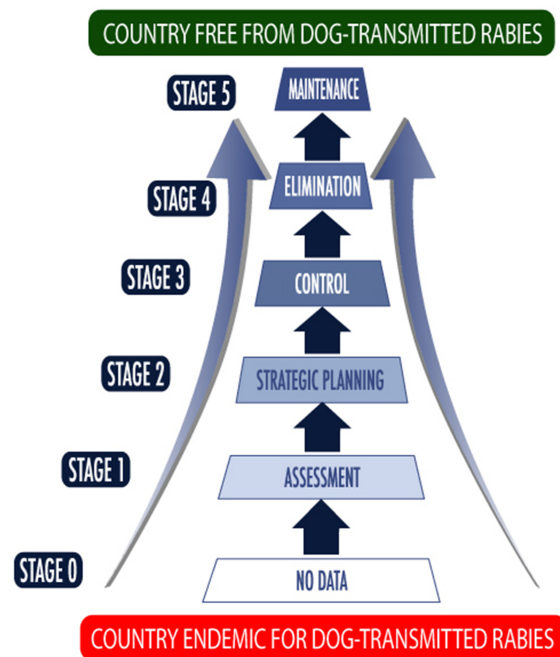 COUNTRY FREE FROM DOG-TRANSMITTED RABIES
STAGE 5
MAINTENANCE
STAGE 4
ELIMINATION
STAGE 3
CONTROL
STAGE 2
STRATEGIC PLANNING
STAGE 1
ASSESSMENT
STAGE 0
NO DATA
COUNTRY ENDEMIC FOR DOG-TRANSMITTED RABIES